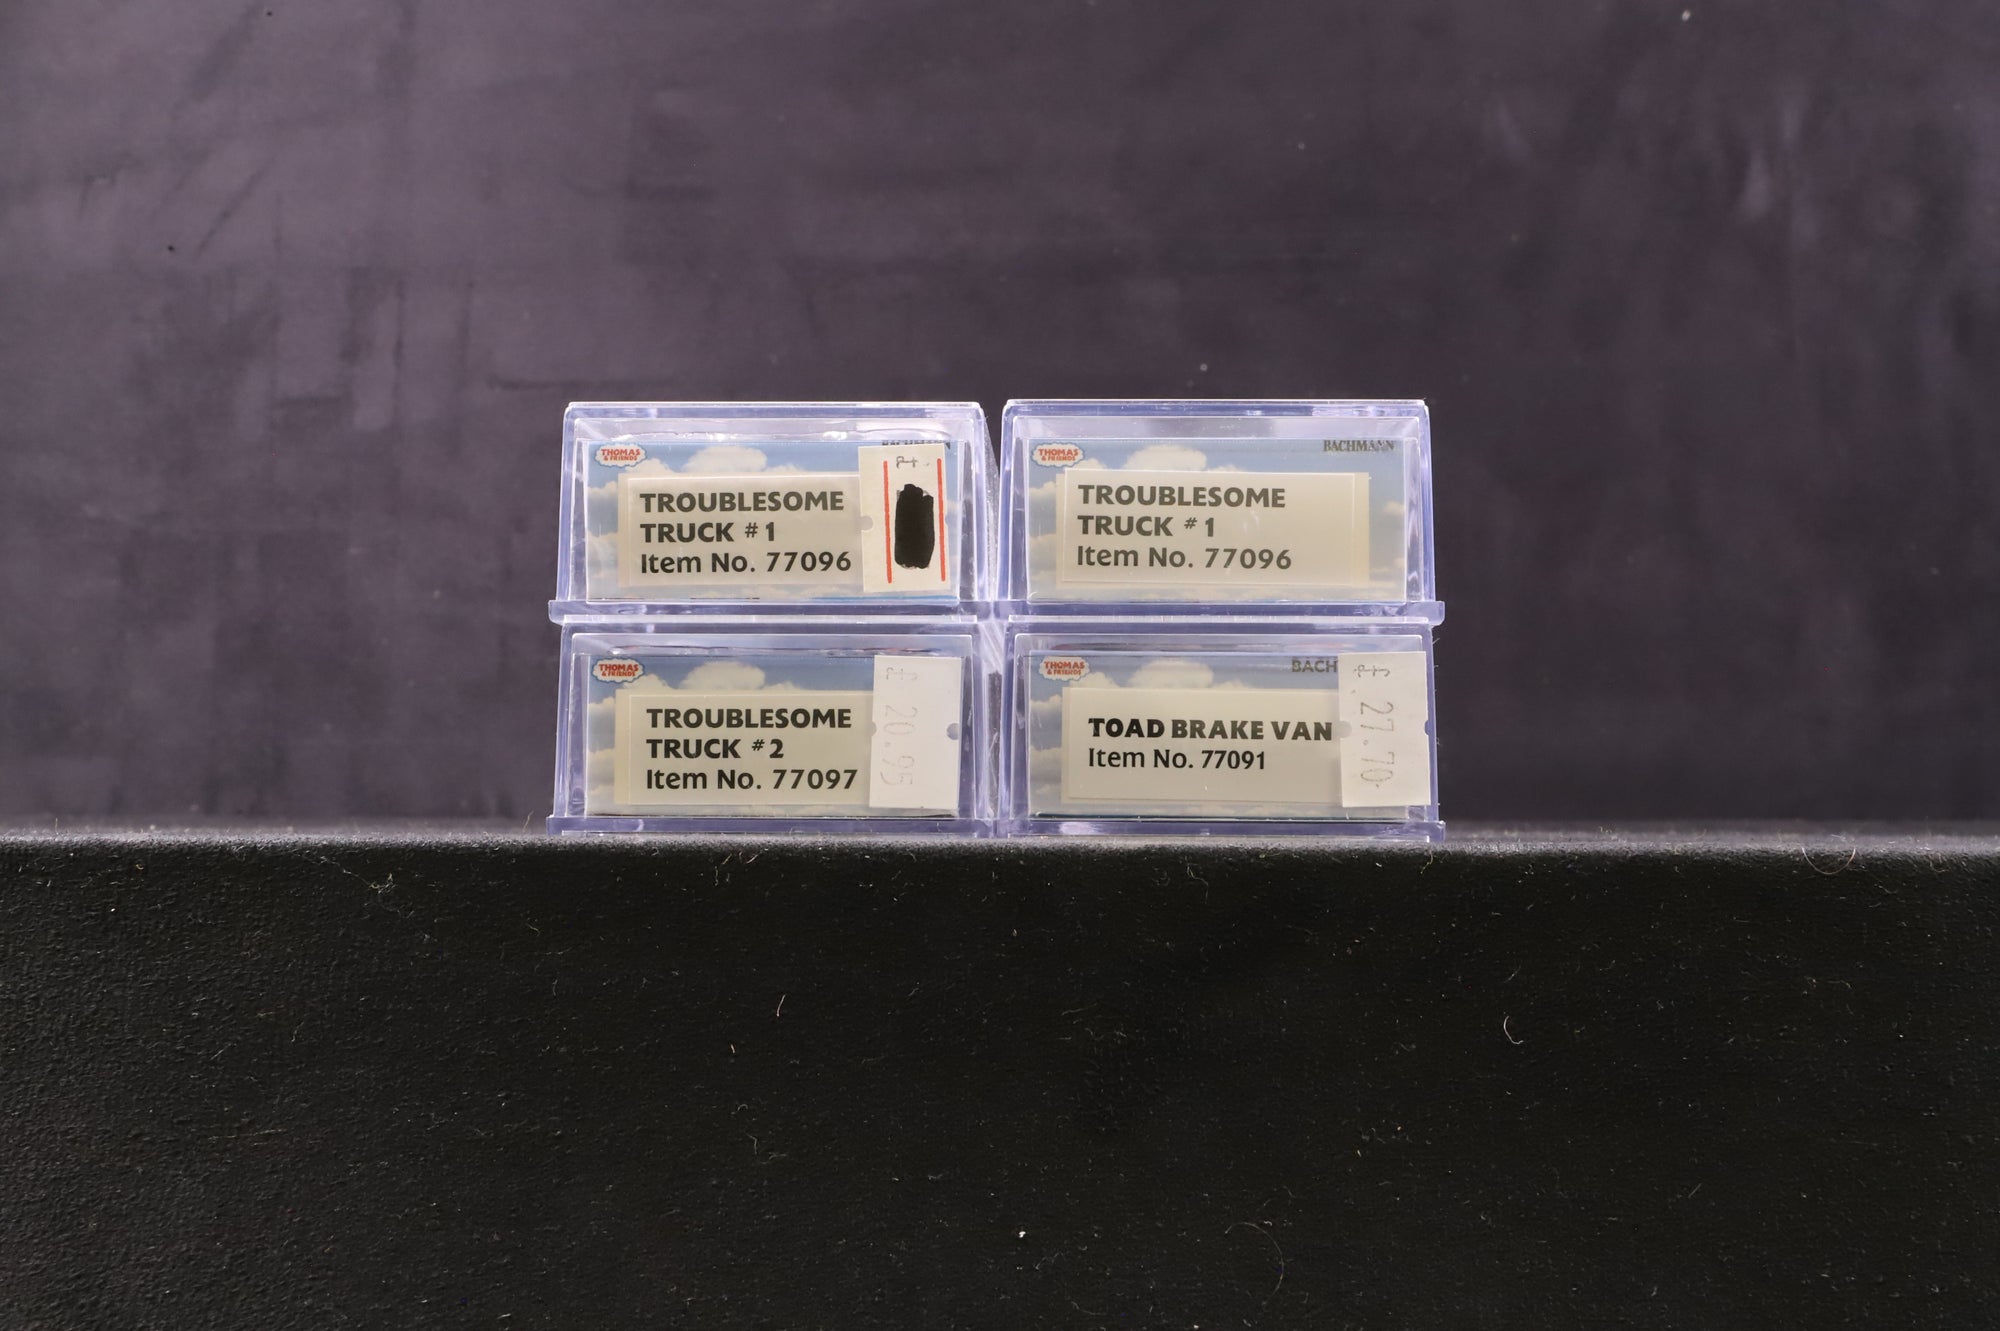 THOMAS
& FRIENDS
BACHMANN
TROUBLESOME
TRUCK #1
Item No. 77096
£
THOMAS
& FRIENDS
BACHMANN
TROUBLESOME
TRUCK #1
Item No. 77096
THOMAS
& FRIENDS
TROUBLESOME
TRUCK #2
Item No. 77097
£ 20.95
THOMAS
& FRIENDS
BACH
TOAD BRAKE VAN
Item No. 77091
£ 27.70